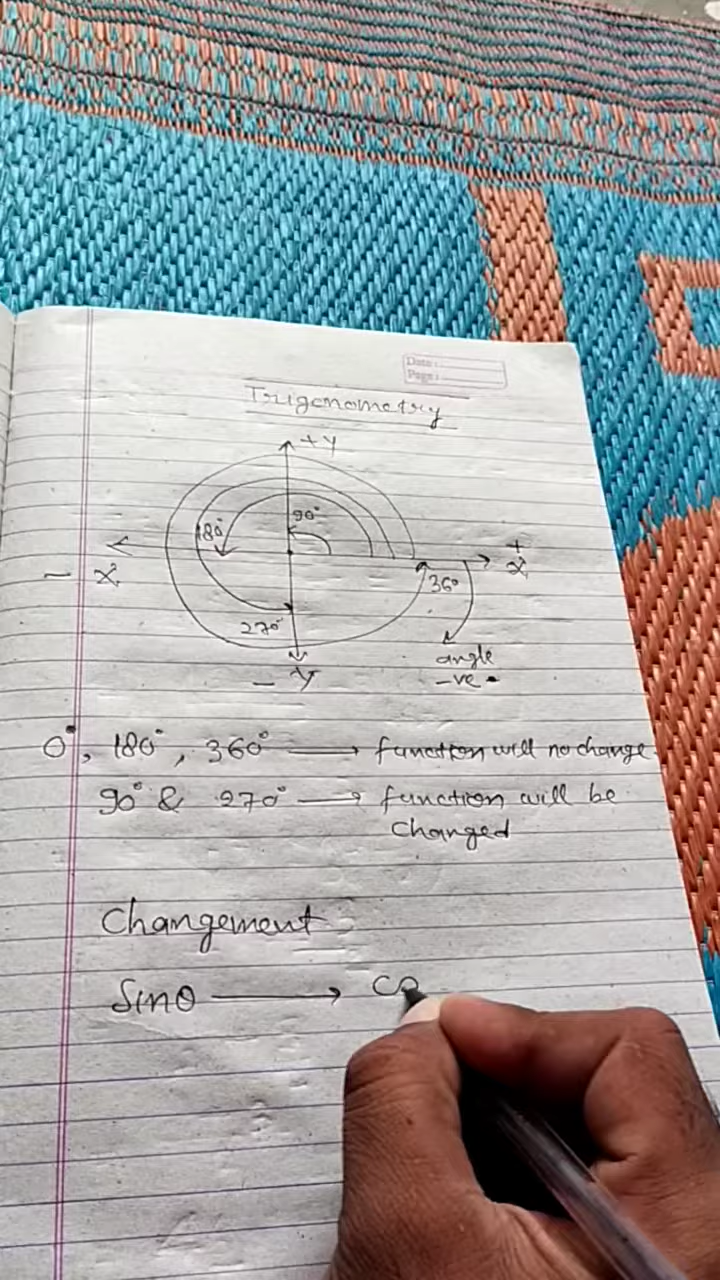 Date :
Page :
Trigonometry
+Y
90°
180°
+
x
- x
360
270°
angle
-ve
- Y
0°, 180°, 360° → function will no change
90° & 270° → function will be
changed
Changement
Sinθ → Co